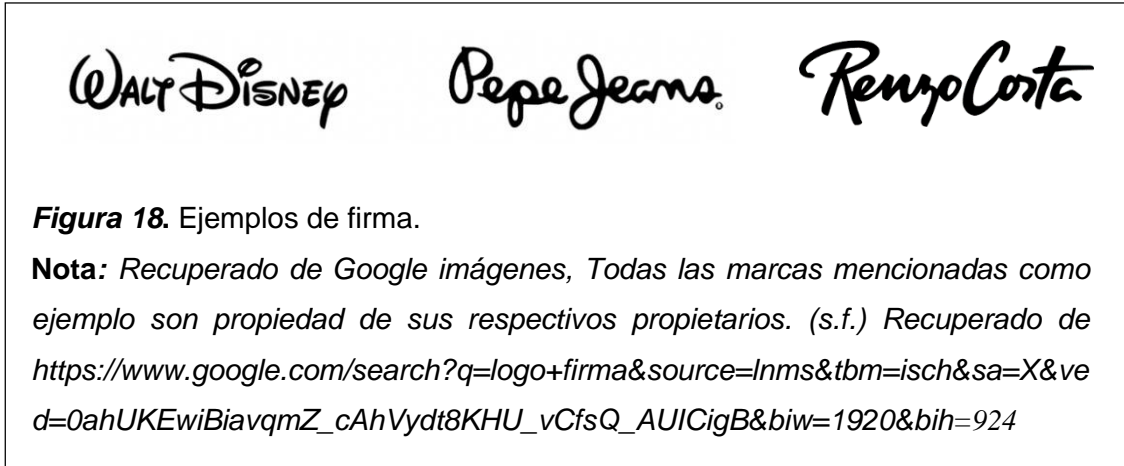 WALT DISNEY Pepe Jeans® Renzo Costa
Figura 18. Ejemplos de firma.
Nota: Recuperado de Google imágenes, Todas las marcas mencionadas como
ejemplo son propiedad de sus respectivos propietarios. (s.f.) Recuperado de
https://www.google.com/search?q=logo+firma&source=lnms&tbm=isch&sa=X&ve
d=0ahUKEwiBiavqmZ_cAhVydt8KHU_vCfsQ_AUICigB&biw=1920&bih=924